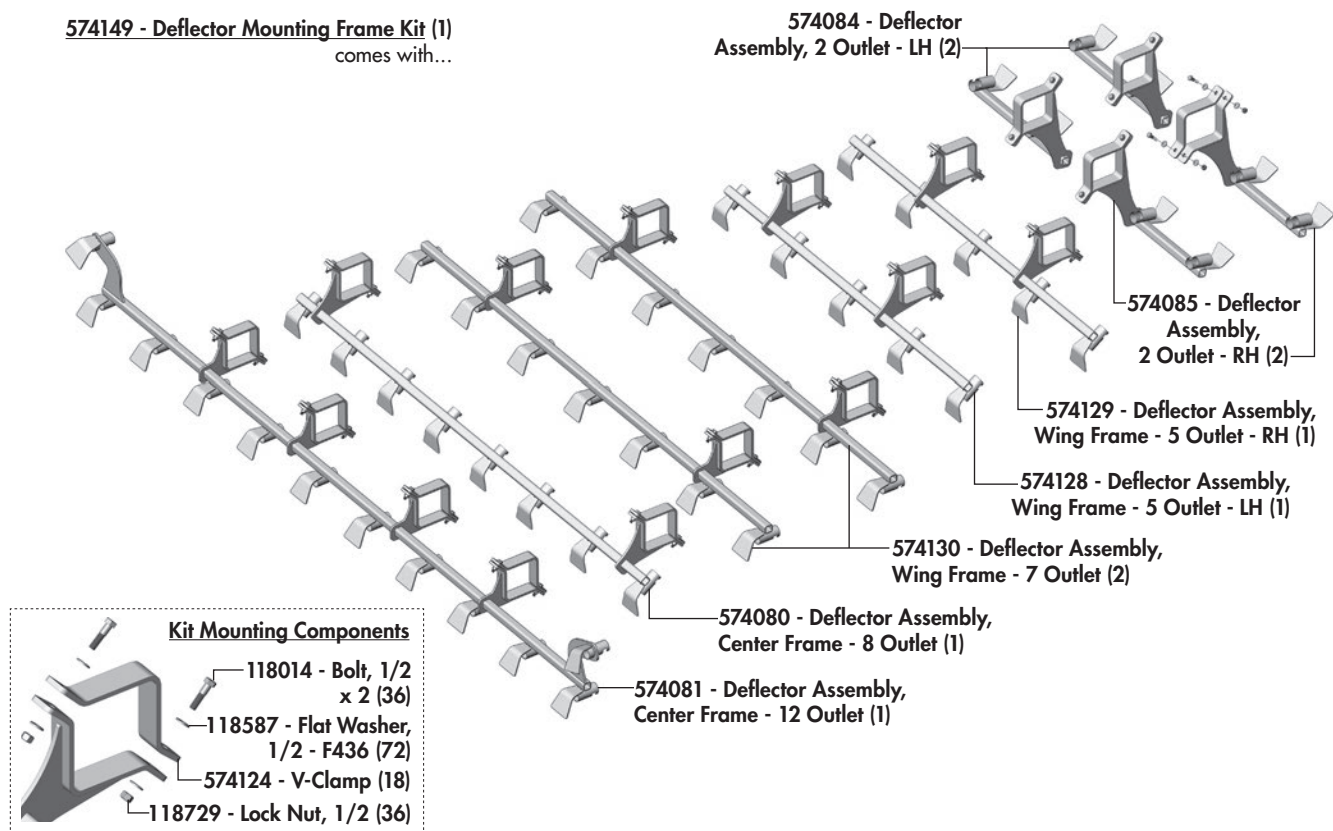 574149 - Deflector Mounting Frame Kit (1)
comes with...
574084 - Deflector
Assembly, 2 Outlet - LH (2)
574085 - Deflector
Assembly,
2 Outlet - RH (2)
574129 - Deflector Assembly,
Wing Frame - 5 Outlet - RH (1)
574128 - Deflector Assembly,
Wing Frame - 5 Outlet - LH (1)
574130 - Deflector Assembly,
Wing Frame - 7 Outlet (2)
574080 - Deflector Assembly,
Center Frame - 8 Outlet (1)
574081 - Deflector Assembly,
Center Frame - 12 Outlet (1)
Kit Mounting Components
118014 - Bolt, 1/2
x 2 (36)
118587 - Flat Washer,
1/2 - F436 (72)
574124 - V-Clamp (18)
118729 - Lock Nut, 1/2 (36)